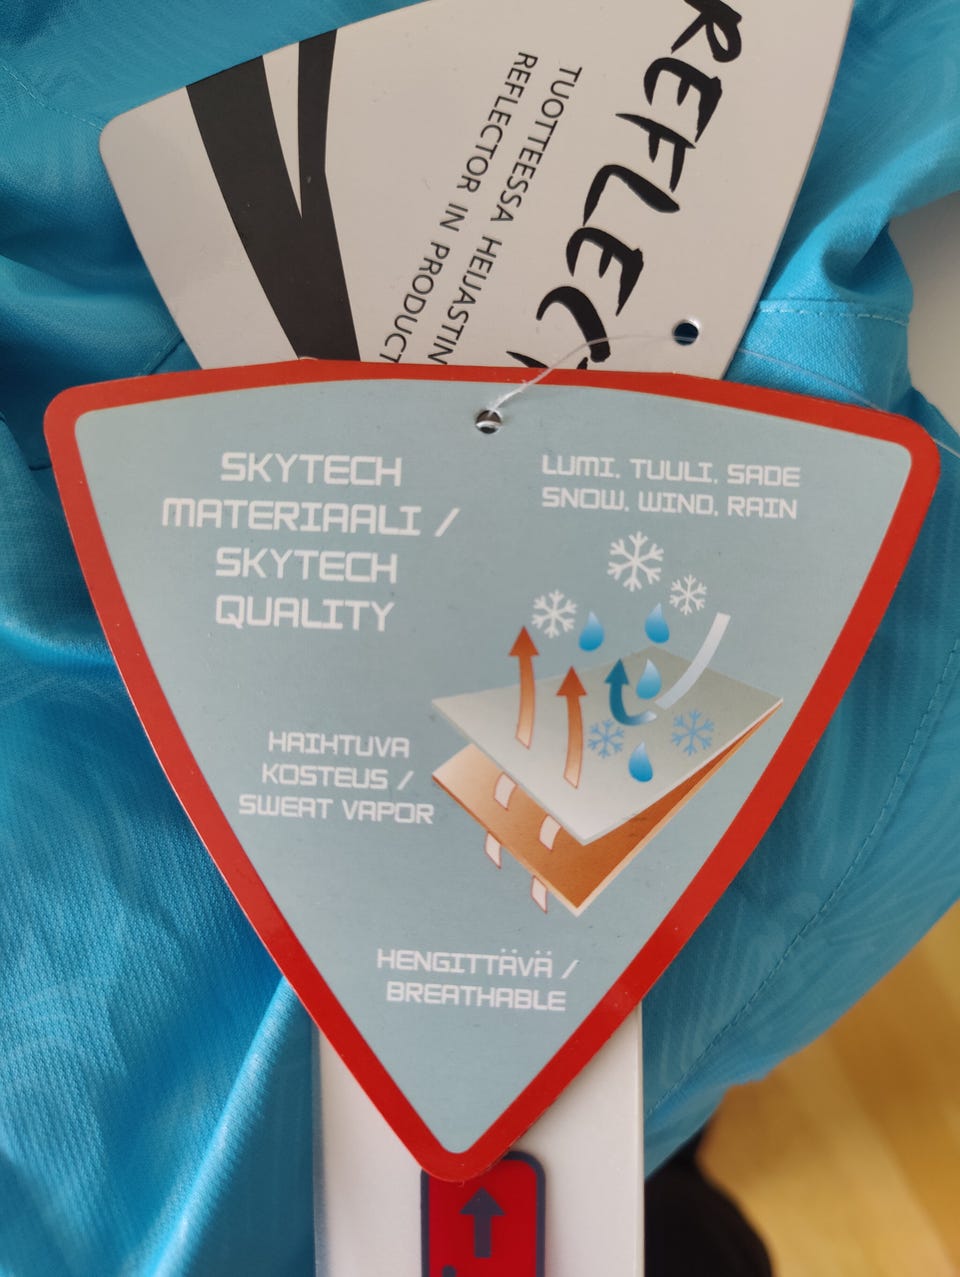 REFLEC
TUOTTEESSA HEIJASTIN
REFLECTOR IN PRODUCT
SKYTECH
MATERIAALI /
SKYTECH
QUALITY
LUMI, TUULI, SADE
SNOW, WIND, RAIN
HAIHTUVA
KOSTEUS /
SWEAT VAPOR
HENGITTÄVÄ /
BREATHABLE